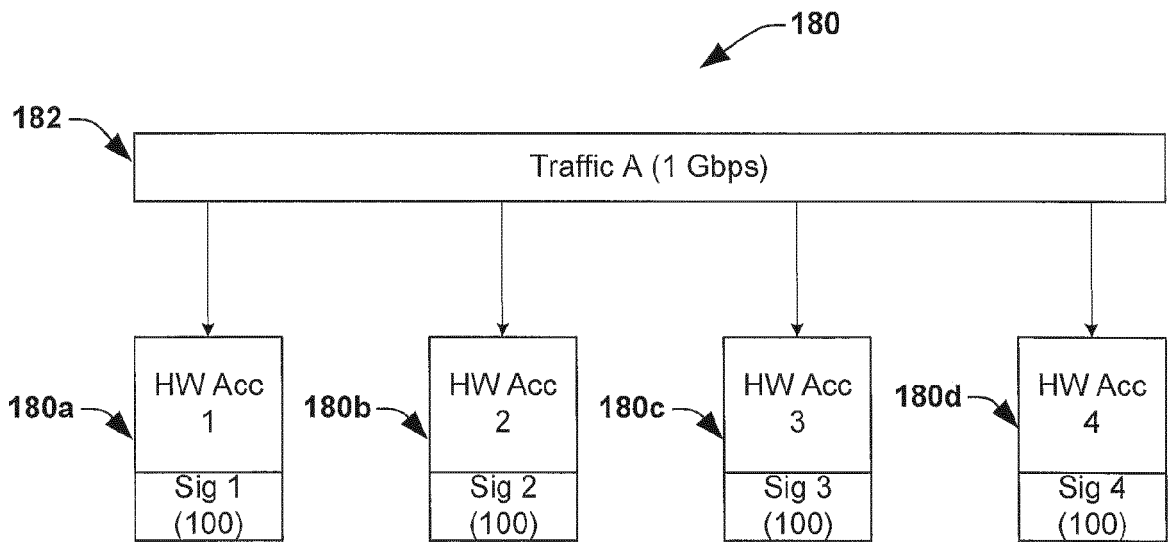 180
182
Traffic A (1 Gbps)
180a
HW Acc
1
Sig 1
(100)
180b
HW Acc
2
Sig 2
(100)
180c
HW Acc
3
Sig 3
(100)
180d
HW Acc
4
Sig 4
(100)